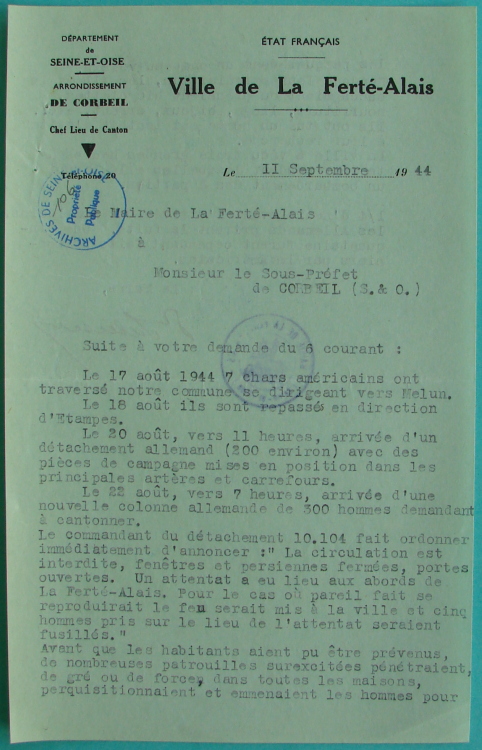 DÉPARTEMENT
de
SEINE-ET-OISE
ARRONDISSEMENT
DE CORBEIL
Chef Lieu de Canton
Téléphone 20
ÉTAT FRANÇAIS
Ville de La Ferté-Alais
Le II Septembre 19 44
ARCHIVES DE SEINE-ET-OISE
106
Propriété
Publique
Le Maire de La Ferté-Alais
à
Monsieur le Sous-Préfet
de CORBEIL (S.& O.)
Suite à votre demande du 6 courant :
Le 17 août 1944 7 chars américains ont
traversé notre commune se dirigeant vers Melun.
Le 18 août ils sont repassés en direction
d'Etampes.
Le 20 août, vers 11 heures, arrivée d'un
détachement allemand (200 environ) avec des
pièces de campagne mises en position dans les
principales artères et carrefours.
Le 22 août, vers 7 heures, arrivée d'une
nouvelle colonne allemande de 300 hommes demandant
à cantonner.
Le commandant du détachement 10.104 fait ordonner
immédiatement d'annoncer :" La circulation est
interdite, fenêtres et persiennes fermées, portes
ouvertes. Un attentat a eu lieu aux abords de
La Ferté-Alais. Pour le cas où pareil fait se
reproduirait le feu serait mis à la ville et cinq
hommes pris sur le lieu de l'attentat seraient
fusillés."
Avant que les habitants aient pu être prévenus,
de nombreuses patrouilles surexcitées pénétraient,
de gré ou de force, dans toutes les maisons,
perquisitionnaient et emmenaient les hommes pour